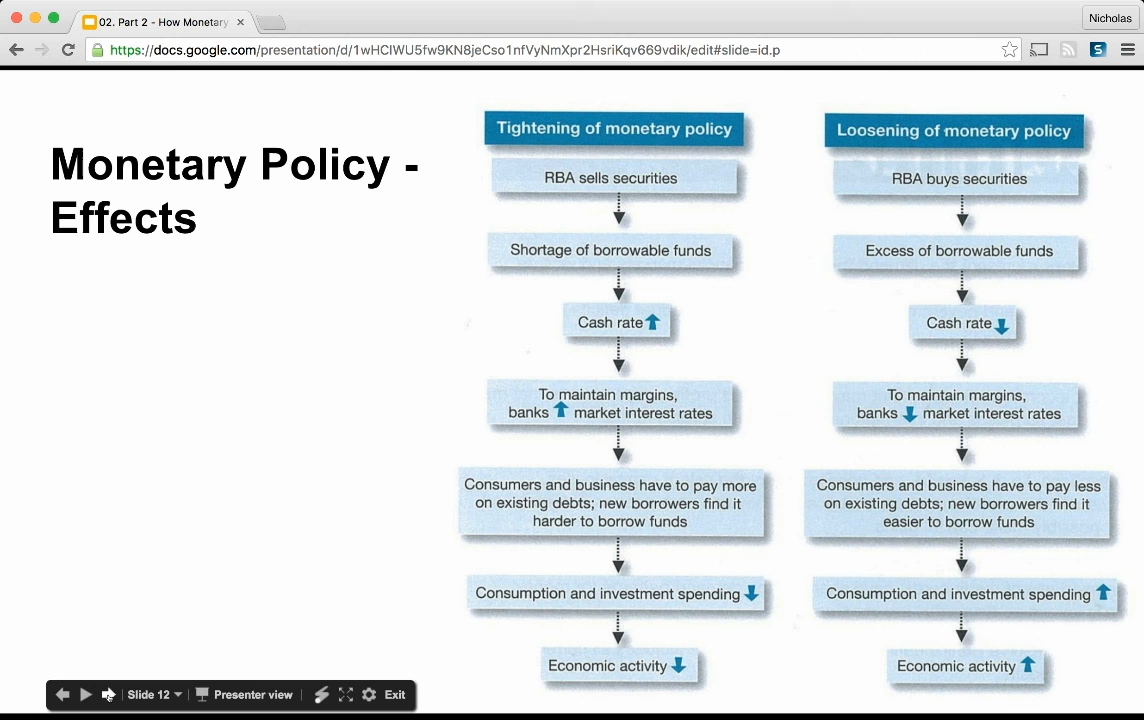 02. Part 2 - How Monetary
Nicholas
https://docs.google.com/presentation/d/1wHCIWU5fw9KN8jeCso1nfVyNmXpr2HsriKqv669vdik/edit#slide=id.p
Monetary Policy -
Effects
Tightening of monetary policy
RBA sells securities
Shortage of borrowable funds
Cash rate
To maintain margins,
banks market interest rates
Consumers and business have to pay more
on existing debts; new borrowers find it
harder to borrow funds
Consumption and investment spending
Economic activity
Loosening of monetary policy
RBA buys securities
Excess of borrowable funds
Cash rate
To maintain margins,
banks market interest rates
Consumers and business have to pay less
on existing debts; new borrowers find it
easier to borrow funds
Consumption and investment spending
Economic activity
Slide 12
Presenter view
Exit